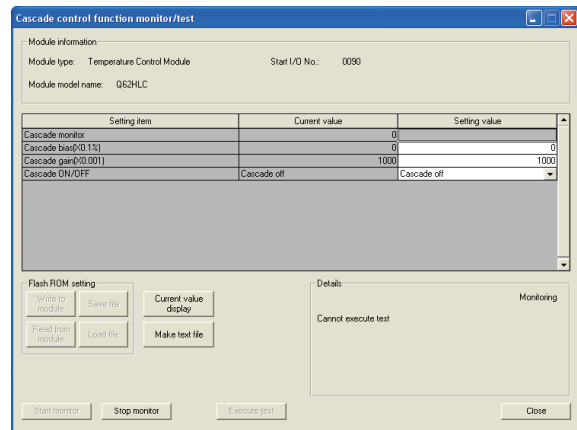 Cascade control function monitor/test
Module information
Module type: Temperature Control Module Start I/O No.: 0090
Module model name: Q62HLC
Setting item Current value Setting value
Cascade monitor 0
Cascade bias(X0.1%) 0 0
Cascade gain(X0.001) 1000 1000
Cascade ON/OFF Cascade off Cascade off
Flash ROM setting
Write to module Save file Current value display
Read from module Load file Make text file
Details
Monitoring
Cannot execute test
Start monitor Stop monitor Execute test Close